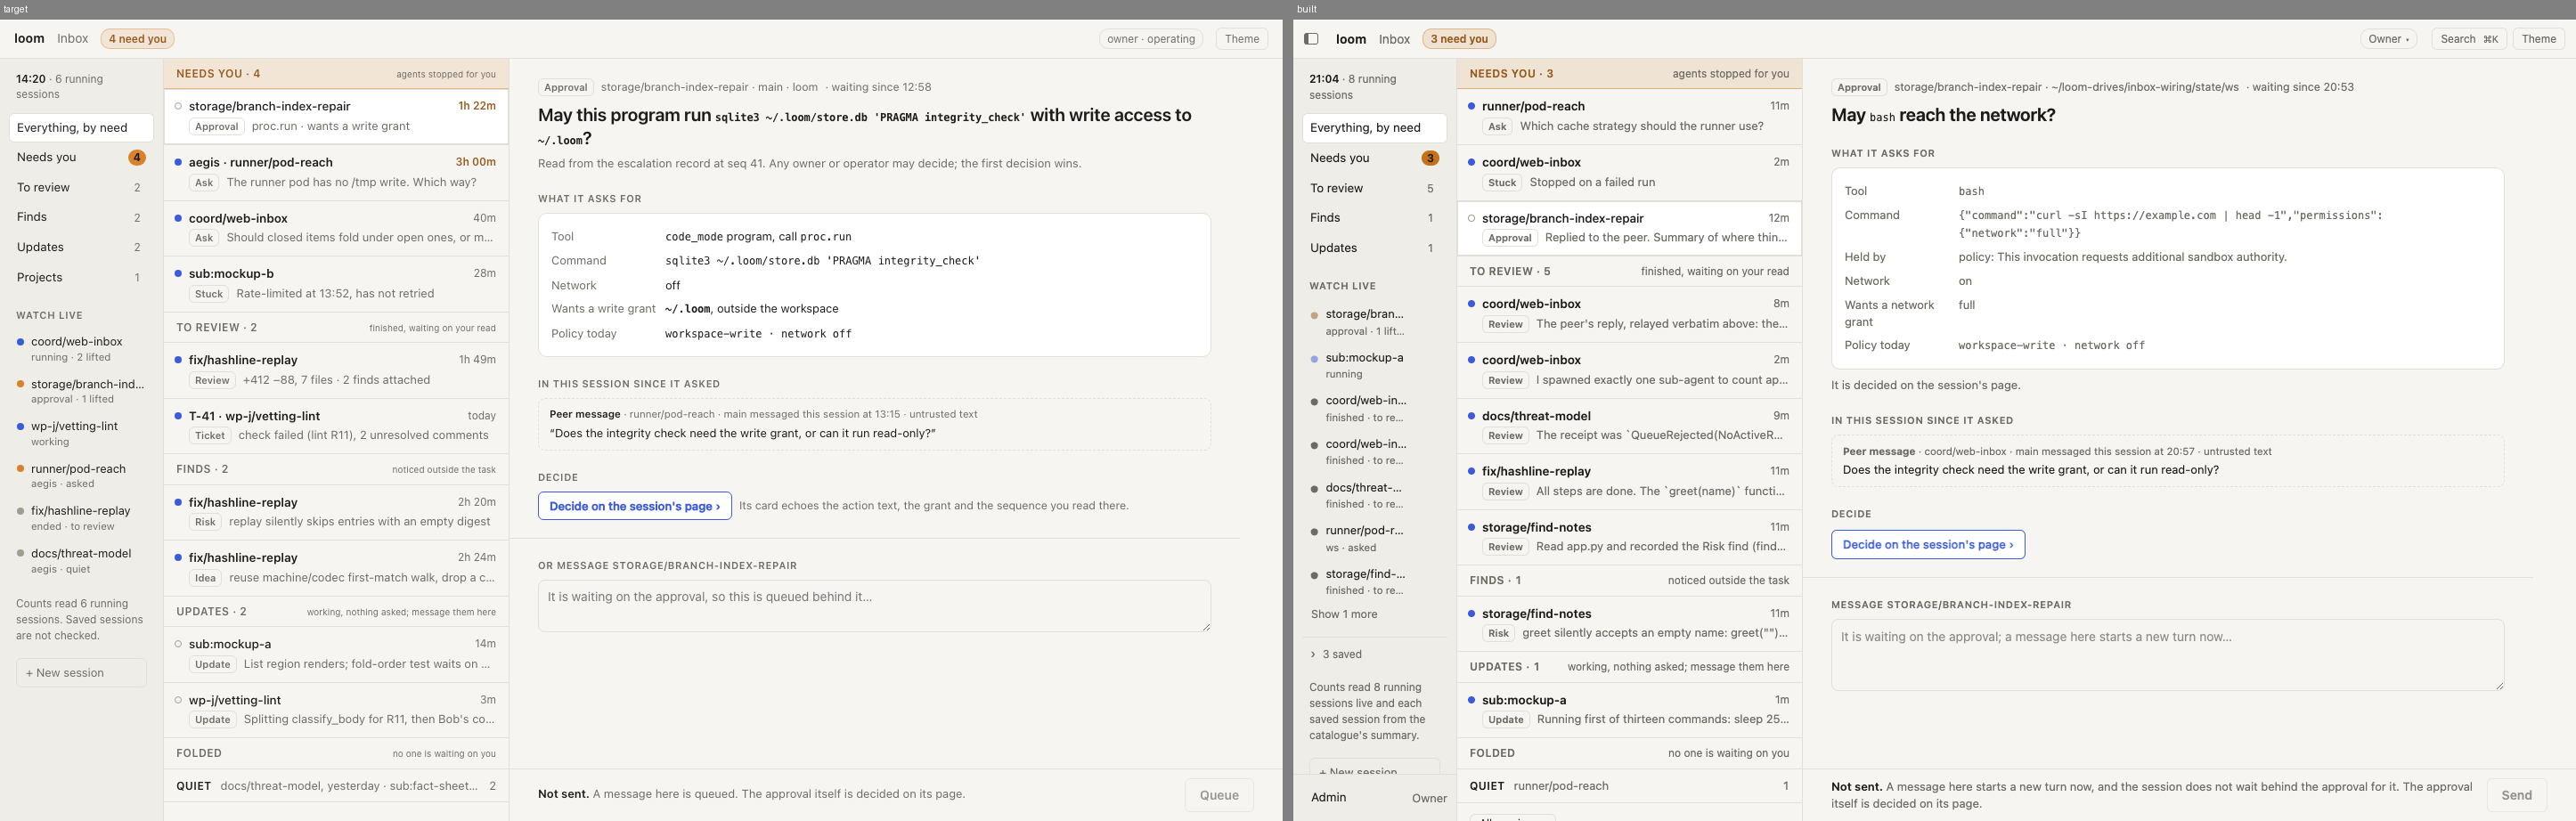 target
loom Inbox 4 need you
owner · operating Theme
14:20 · 6 running
sessions
Everything, by need
Needs you 4
To review 2
Finds 2
Updates 2
Projects 1
WATCH LIVE
coord/web-inbox
running · 2 lifted
storage/branch-ind...
approval · 1 lifted
wp-j/vetting-lint
working
runner/pod-reach
aegis · asked
fix/hashline-replay
ended · to review
docs/threat-model
aegis · quiet
Counts read 6 running
sessions. Saved sessions
are not checked.
+ New session
NEEDS YOU · 4 agents stopped for you
storage/branch-index-repair 1h 22m
Approval proc.run · wants a write grant
aegis · runner/pod-reach 3h 00m
Ask The runner pod has no /tmp write. Which way?
coord/web-inbox 40m
Ask Should closed items fold under open ones, or m...
sub:mockup-b 28m
Stuck Rate-limited at 13:52, has not retried
TO REVIEW · 2 finished, waiting on your read
fix/hashline-replay 1h 49m
Review +412 −88, 7 files · 2 finds attached
T-41 · wp-j/vetting-lint today
Ticket check failed (lint R11), 2 unresolved comments
FINDS · 2 noticed outside the task
fix/hashline-replay 2h 20m
Risk replay silently skips entries with an empty digest
fix/hashline-replay 2h 24m
Idea reuse machine/codec first-match walk, drop a c...
UPDATES · 2 working, nothing asked; message them here
sub:mockup-a 14m
Update List region renders; fold-order test waits on ...
wp-j/vetting-lint 3m
Update Splitting classify_body for R11, then Bob's co...
FOLDED no one is waiting on you
QUIET docs/threat-model, yesterday · sub:fact-sheet... 2
Approval storage/branch-index-repair · main · loom · waiting since 12:58
May this program run sqlite3 ~/.loom/store.db 'PRAGMA integrity_check' with write access to
~/.loom?
Read from the escalation record at seq 41. Any owner or operator may decide; the first decision wins.
WHAT IT ASKS FOR
Tool code_mode program, call proc.run
Command sqlite3 ~/.loom/store.db 'PRAGMA integrity_check'
Network off
Wants a write grant ~/.loom, outside the workspace
Policy today workspace-write · network off
IN THIS SESSION SINCE IT ASKED
Peer message · runner/pod-reach · main messaged this session at 13:15 · untrusted text
“Does the integrity check need the write grant, or can it run read-only?”
DECIDE
Decide on the session's page › Its card echoes the action text, the grant and the sequence you read there.
OR MESSAGE STORAGE/BRANCH-INDEX-REPAIR
It is waiting on the approval, so this is queued behind it...
Not sent. A message here is queued. The approval itself is decided on its page. Queue
built
loom Inbox 3 need you
Owner Search ⌘K Theme
21:04 · 8 running
sessions
Everything, by need
Needs you 3
To review 5
Finds 1
Updates 1
WATCH LIVE
storage/bran...
approval · 1 lift...
sub:mockup-a
running
coord/web-in...
finished · to re...
coord/web-in...
finished · to re...
docs/threat-...
finished · to re...
runner/pod-r...
ws · asked
storage/find-...
finished · to re...
Show 1 more
› 3 saved
Counts read 8 running
sessions live and each
saved session from the
catalogue's summary.
+ New session
Admin Owner
NEEDS YOU · 3 agents stopped for you
runner/pod-reach 11m
Ask Which cache strategy should the runner use?
coord/web-inbox 2m
Stuck Stopped on a failed run
storage/branch-index-repair 12m
Approval Replied to the peer. Summary of where thin...
TO REVIEW · 5 finished, waiting on your read
coord/web-inbox 8m
Review The peer's reply, relayed verbatim above: the...
coord/web-inbox 2m
Review I spawned exactly one sub-agent to count ap...
docs/threat-model 9m
Review The receipt was `QueueRejected(NoActiveR...
fix/hashline-replay 11m
Review All steps are done. The `greet(name)` functi...
storage/find-notes 11m
Review Read app.py and recorded the Risk find (find...
FINDS · 1 noticed outside the task
storage/find-notes 11m
Risk greet silently accepts an empty name: greet("")...
UPDATES · 1 working, nothing asked; message them here
sub:mockup-a 1m
Update Running first of thirteen commands: sleep 25...
FOLDED no one is waiting on you
QUIET runner/pod-reach 1
Approval storage/branch-index-repair · ~/loom-drives/inbox-wiring/state/ws · waiting since 20:53
May bash reach the network?
WHAT IT ASKS FOR
Tool bash
Command {"command":"curl -sI https://example.com | head -1","permissions":
{"network":"full"}}
Held by policy: This invocation requests additional sandbox authority.
Network on
Wants a network full
grant
Policy today workspace-write · network off
It is decided on the session's page.
IN THIS SESSION SINCE IT ASKED
Peer message · coord/web-inbox · main messaged this session at 20:57 · untrusted text
Does the integrity check need the write grant, or can it run read-only?
DECIDE
Decide on the session's page ›
MESSAGE STORAGE/BRANCH-INDEX-REPAIR
It is waiting on the approval; a message here starts a new turn now...
Not sent. A message here starts a new turn now, and the session does not wait behind the approval for it. The approval
itself is decided on its page. Send